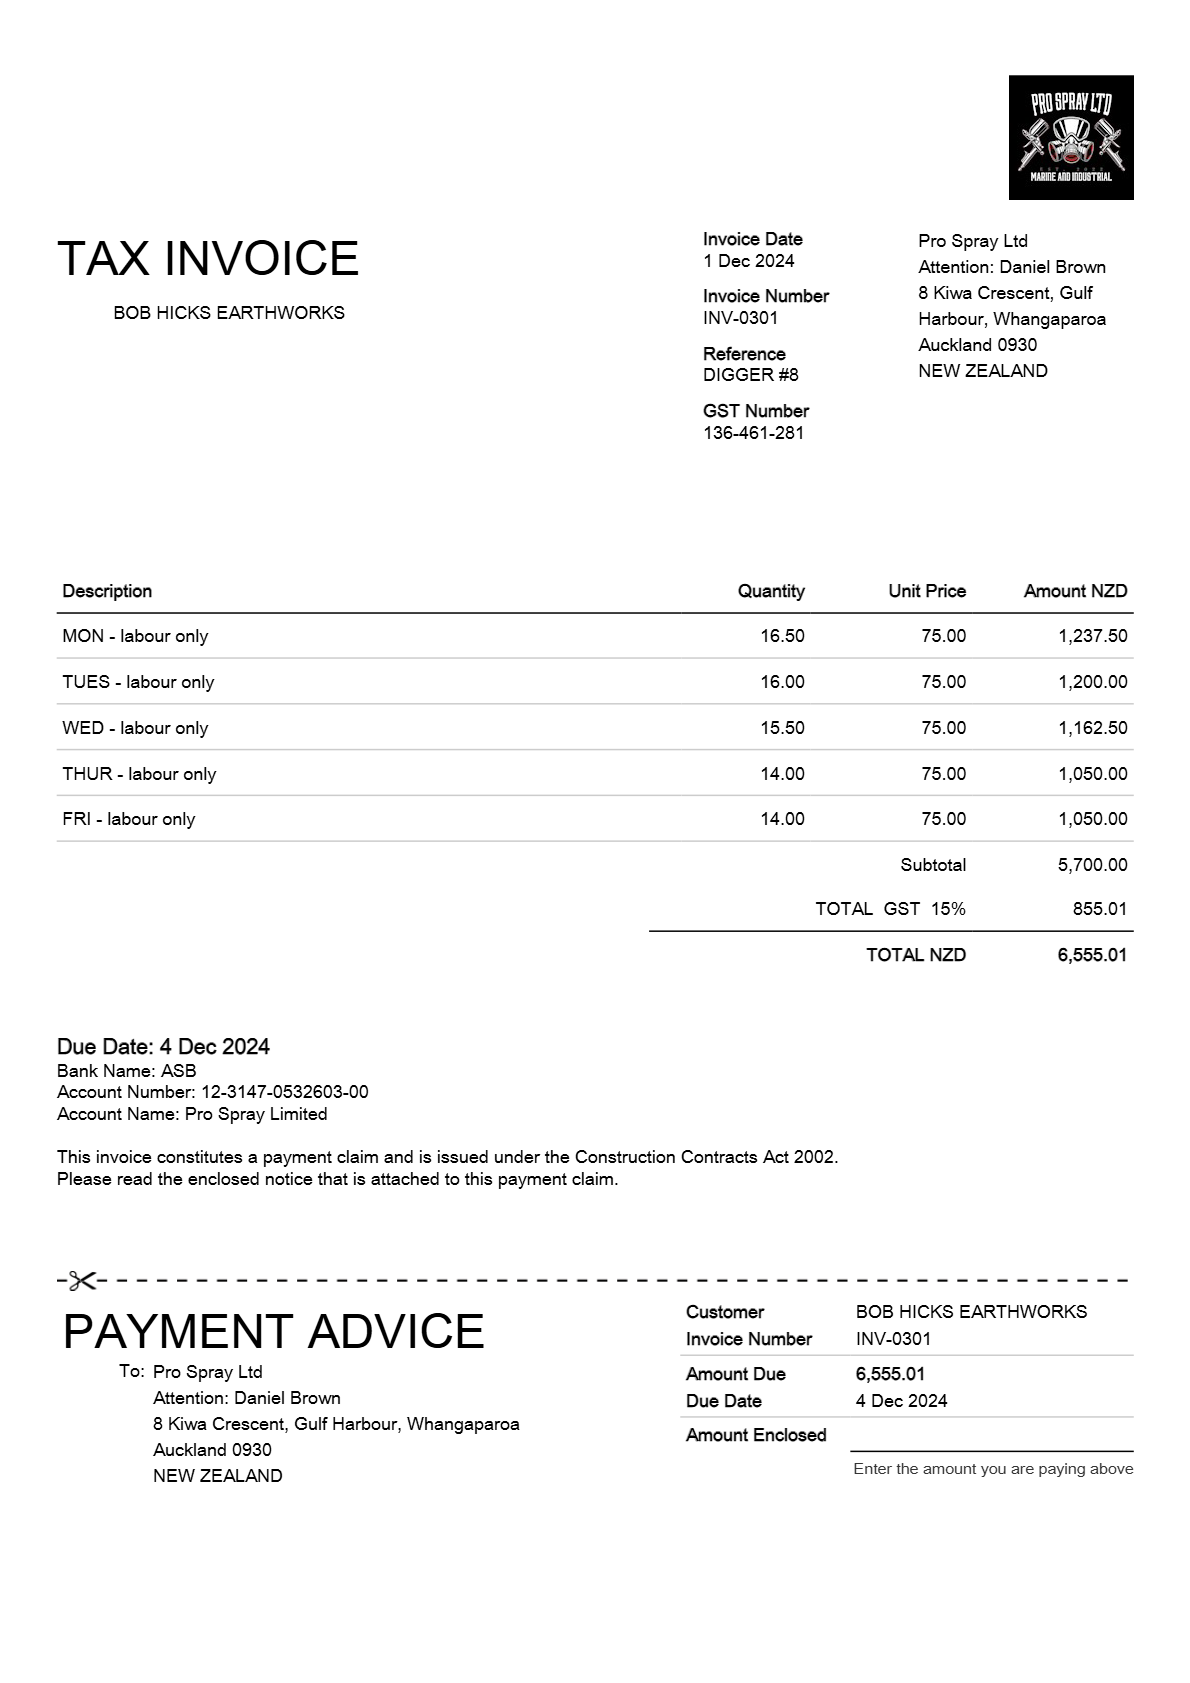 PRO SPRAY LTD
MARINE AND INDUSTRIAL
TAX INVOICE
BOB HICKS EARTHWORKS
Invoice Date
1 Dec 2024
Invoice Number
INV-0301
Reference
DIGGER #8
GST Number
136-461-281
Pro Spray Ltd
Attention: Daniel Brown
8 Kiwa Crescent, Gulf
Harbour, Whangaparoa
Auckland 0930
NEW ZEALAND
Description Quantity Unit Price Amount NZD
MON - labour only 16.50 75.00 1,237.50
TUES - labour only 16.00 75.00 1,200.00
WED - labour only 15.50 75.00 1,162.50
THUR - labour only 14.00 75.00 1,050.00
FRI - labour only 14.00 75.00 1,050.00
Subtotal 5,700.00
TOTAL GST 15% 855.01
TOTAL NZD 6,555.01
Due Date: 4 Dec 2024
Bank Name: ASB
Account Number: 12-3147-0532603-00
Account Name: Pro Spray Limited
This invoice constitutes a payment claim and is issued under the Construction Contracts Act 2002.
Please read the enclosed notice that is attached to this payment claim.
PAYMENT ADVICE
To: Pro Spray Ltd
Attention: Daniel Brown
8 Kiwa Crescent, Gulf Harbour, Whangaparoa
Auckland 0930
NEW ZEALAND
Customer BOB HICKS EARTHWORKS
Invoice Number INV-0301
Amount Due 6,555.01
Due Date 4 Dec 2024
Amount Enclosed
Enter the amount you are paying above